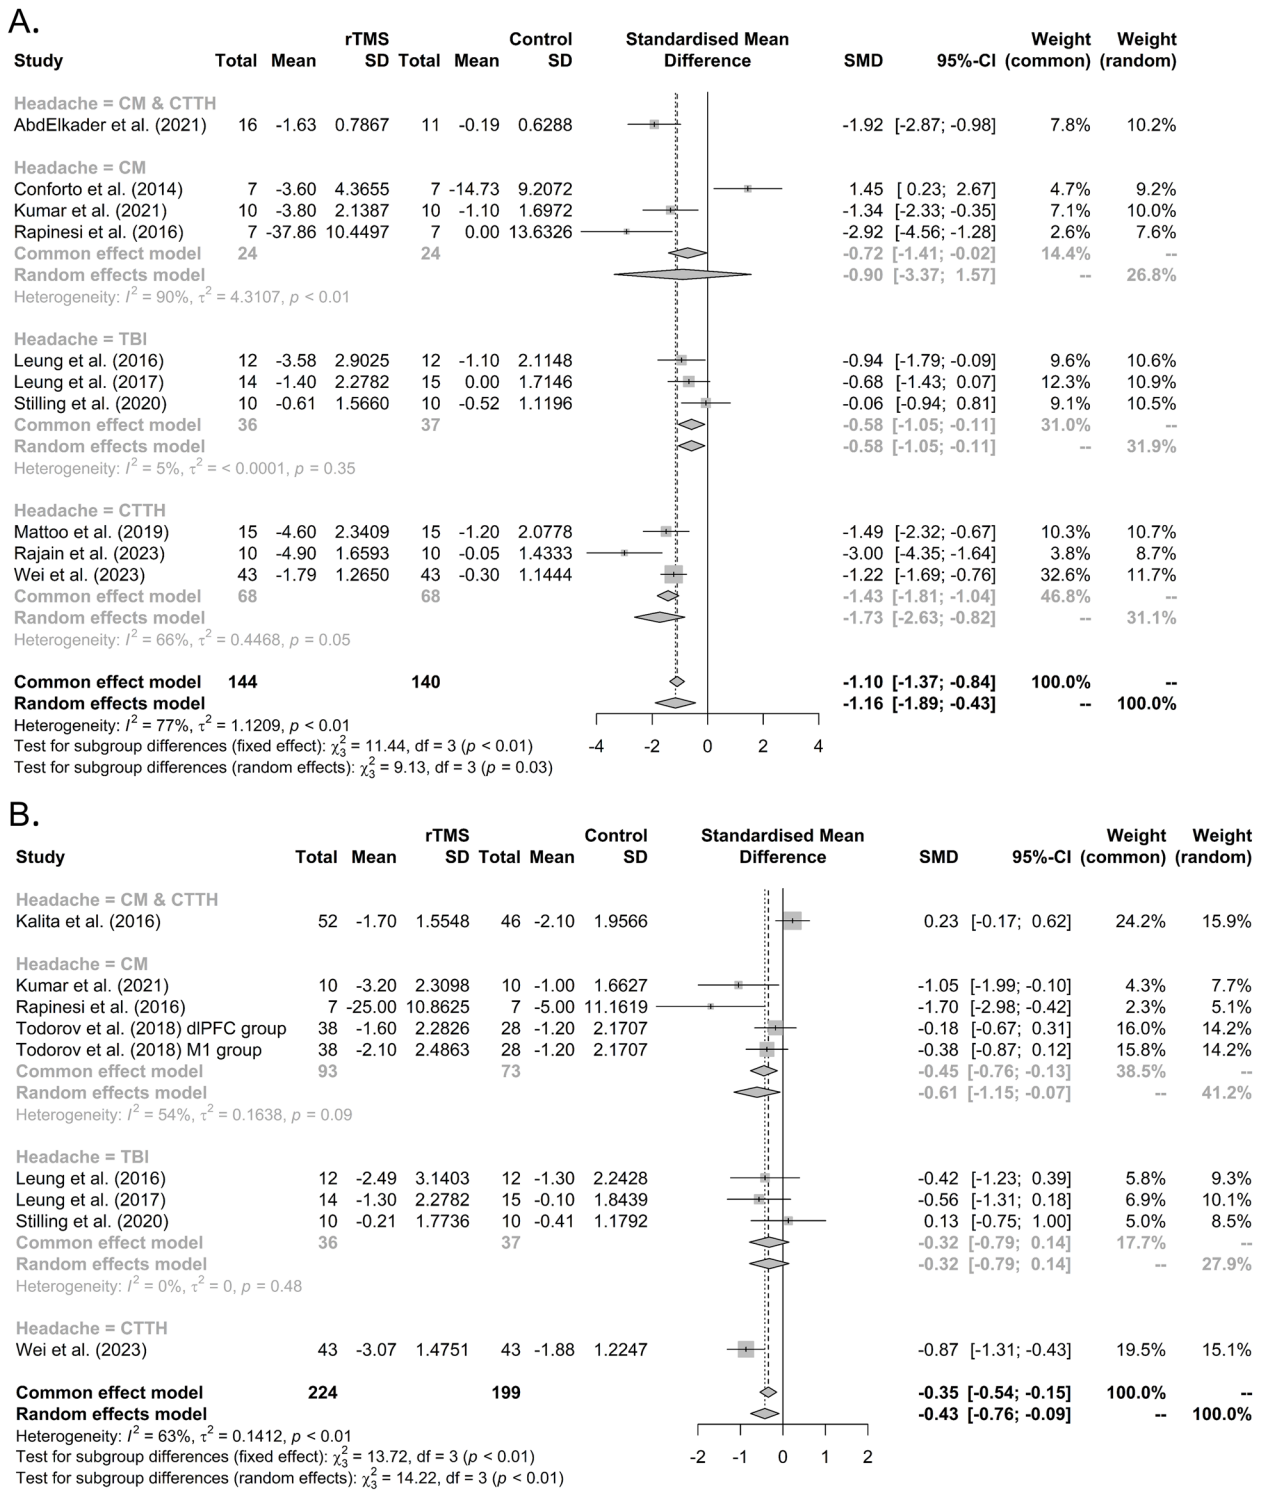 A.
rTMS Control Standardised Mean Weight Weight
Study Total Mean SD Total Mean SD Difference SMD 95%-CI (common) (random)
Headache = CM & CTTH
AbdElkader et al. (2021) 16 -1.63 0.7867 11 -0.19 0.6288 -1.92 [-2.87; -0.98] 7.8% 10.2%
Headache = CM
Conforto et al. (2014) 7 -3.60 4.3655 7 -14.73 9.2072 1.45 [ 0.23; 2.67] 4.7% 9.2%
Kumar et al. (2021) 10 -3.80 2.1387 10 -1.10 1.6972 -1.34 [-2.33; -0.35] 7.1% 10.0%
Rapinesi et al. (2016) 7 -37.86 10.4497 7 0.00 13.6326 -2.92 [-4.56; -1.28] 2.6% 7.6%
Common effect model 24 24 -0.72 [-1.41; -0.02] 14.4% --
Random effects model -0.90 [-3.37; 1.57] -- 26.8%
Heterogeneity: I² = 90%, τ² = 4.3107, p < 0.01
Headache = TBI
Leung et al. (2016) 12 -3.58 2.9025 12 -1.10 2.1148 -0.94 [-1.79; -0.09] 9.6% 10.6%
Leung et al. (2017) 14 -1.40 2.2782 15 0.00 1.7146 -0.68 [-1.43; 0.07] 12.3% 10.9%
Stilling et al. (2020) 10 -0.61 1.5660 10 -0.52 1.1196 -0.06 [-0.94; 0.81] 9.1% 10.5%
Common effect model 36 37 -0.58 [-1.05; -0.11] 31.0% --
Random effects model -0.58 [-1.05; -0.11] -- 31.9%
Heterogeneity: I² = 5%, τ² = < 0.0001, p = 0.35
Headache = CTTH
Mattoo et al. (2019) 15 -4.60 2.3409 15 -1.20 2.0778 -1.49 [-2.32; -0.67] 10.3% 10.7%
Rajain et al. (2023) 10 -4.90 1.6593 10 -0.05 1.4333 -3.00 [-4.35; -1.64] 3.8% 8.7%
Wei et al. (2023) 43 -1.79 1.2650 43 -0.30 1.1444 -1.22 [-1.69; -0.76] 32.6% 11.7%
Common effect model 68 68 -1.43 [-1.81; -1.04] 46.8% --
Random effects model -1.73 [-2.63; -0.82] -- 31.1%
Heterogeneity: I² = 66%, τ² = 0.4468, p = 0.05
Common effect model 144 140 -1.10 [-1.37; -0.84] 100.0% --
Random effects model -1.16 [-1.89; -0.43] -- 100.0%
Heterogeneity: I² = 77%, τ² = 1.1209, p < 0.01
Test for subgroup differences (fixed effect): χ²₃ = 11.44, df = 3 (p < 0.01)
Test for subgroup differences (random effects): χ²₃ = 9.13, df = 3 (p = 0.03)
-4 -2 0 2 4
B.
rTMS Control Standardised Mean Weight Weight
Study Total Mean SD Total Mean SD Difference SMD 95%-CI (common) (random)
Headache = CM & CTTH
Kalita et al. (2016) 52 -1.70 1.5548 46 -2.10 1.9566 0.23 [-0.17; 0.62] 24.2% 15.9%
Headache = CM
Kumar et al. (2021) 10 -3.20 2.3098 10 -1.00 1.6627 -1.05 [-1.99; -0.10] 4.3% 7.7%
Rapinesi et al. (2016) 7 -25.00 10.8625 7 -5.00 11.1619 -1.70 [-2.98; -0.42] 2.3% 5.1%
Todorov et al. (2018) dlPFC group 38 -1.60 2.2826 28 -1.20 2.1707 -0.18 [-0.67; 0.31] 16.0% 14.2%
Todorov et al. (2018) M1 group 38 -2.10 2.4863 28 -1.20 2.1707 -0.38 [-0.87; 0.12] 15.8% 14.2%
Common effect model 93 73 -0.45 [-0.76; -0.13] 38.5% --
Random effects model -0.61 [-1.15; -0.07] -- 41.2%
Heterogeneity: I² = 54%, τ² = 0.1638, p = 0.09
Headache = TBI
Leung et al. (2016) 12 -2.49 3.1403 12 -1.30 2.2428 -0.42 [-1.23; 0.39] 5.8% 9.3%
Leung et al. (2017) 14 -1.30 2.2782 15 -0.10 1.8439 -0.56 [-1.31; 0.18] 6.9% 10.1%
Stilling et al. (2020) 10 -0.21 1.7736 10 -0.41 1.1792 0.13 [-0.75; 1.00] 5.0% 8.5%
Common effect model 36 37 -0.32 [-0.79; 0.14] 17.7% --
Random effects model -0.32 [-0.79; 0.14] -- 27.9%
Heterogeneity: I² = 0%, τ² = 0, p = 0.48
Headache = CTTH
Wei et al. (2023) 43 -3.07 1.4751 43 -1.88 1.2247 -0.87 [-1.31; -0.43] 19.5% 15.1%
Common effect model 224 199 -0.35 [-0.54; -0.15] 100.0% --
Random effects model -0.43 [-0.76; -0.09] -- 100.0%
Heterogeneity: I² = 63%, τ² = 0.1412, p < 0.01
Test for subgroup differences (fixed effect): χ²₃ = 13.72, df = 3 (p < 0.01)
Test for subgroup differences (random effects): χ²₃ = 14.22, df = 3 (p < 0.01)
-2 -1 0 1 2